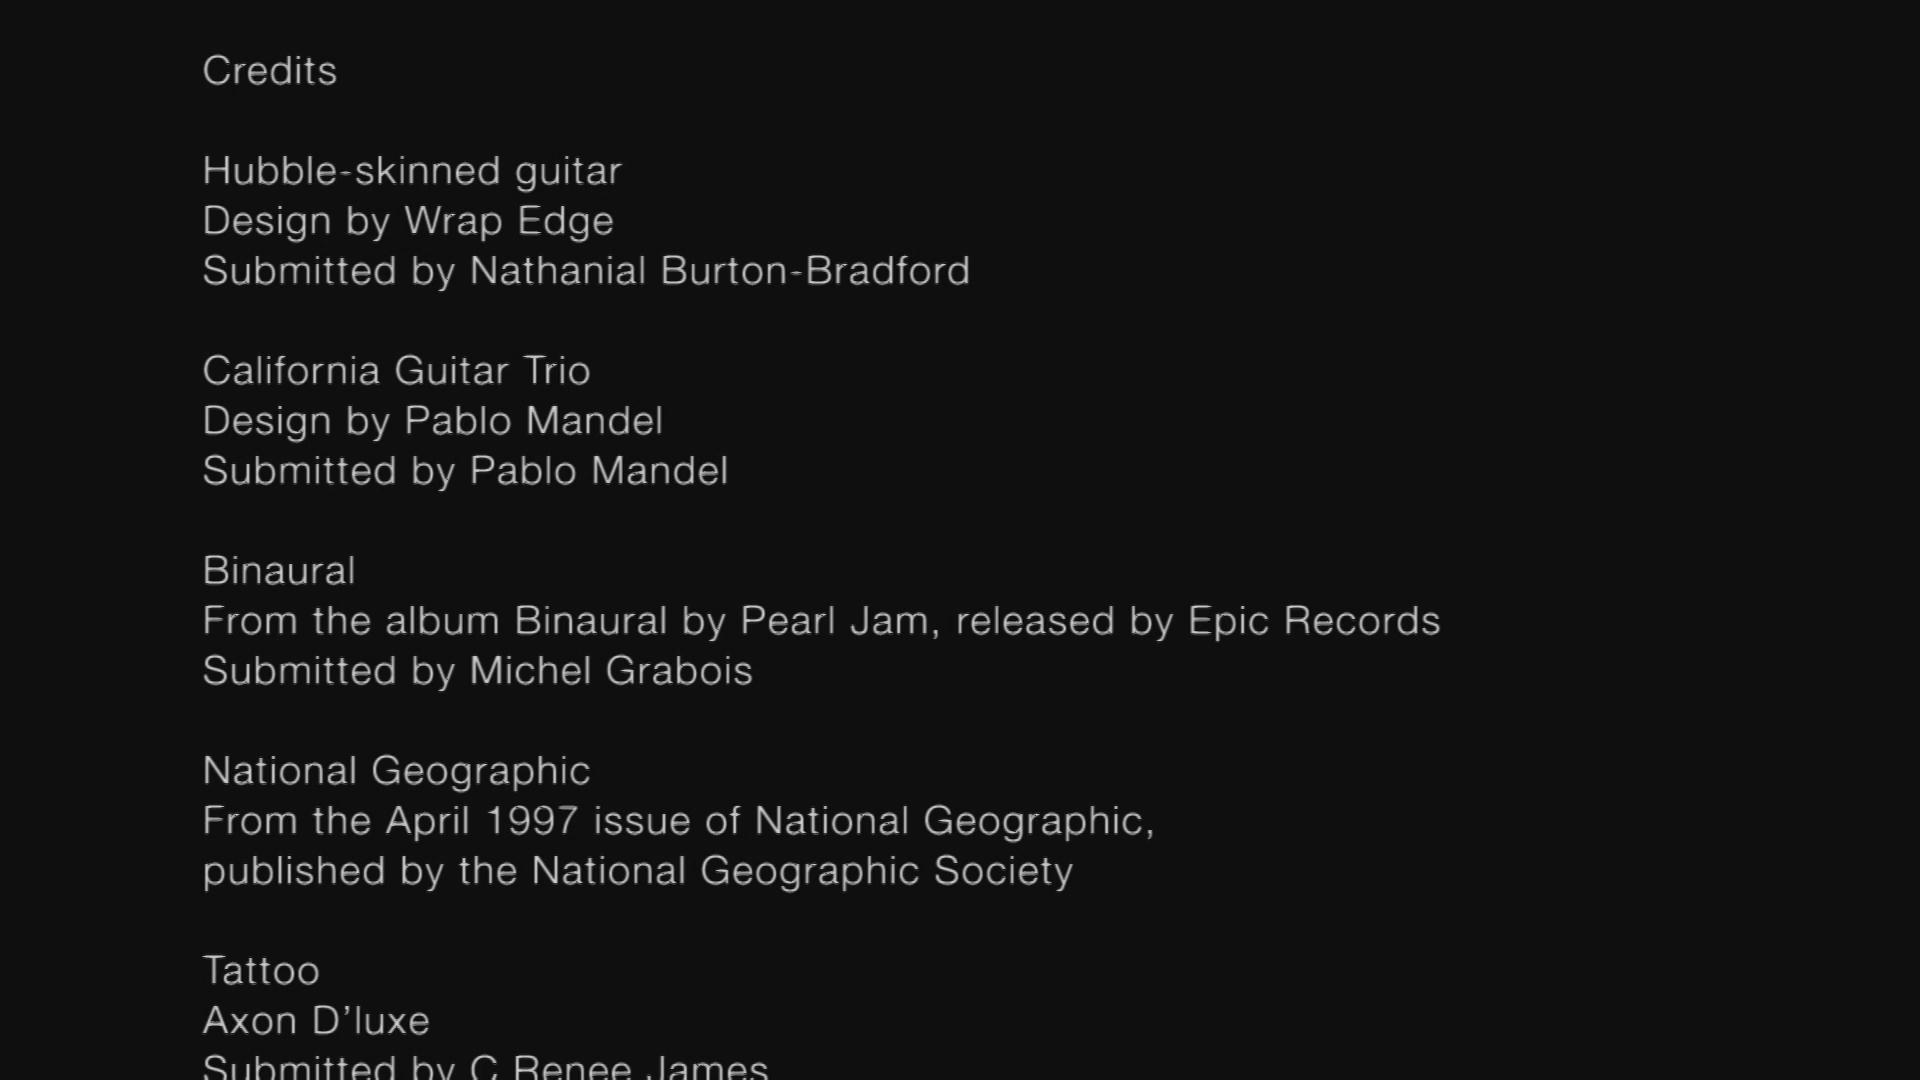 Credits
Hubble-skinned guitar
Design by Wrap Edge
Submitted by Nathanial Burton-Bradford
California Guitar Trio
Design by Pablo Mandel
Submitted by Pablo Mandel
Binaural
From the album Binaural by Pearl Jam, released by Epic Records
Submitted by Michel Grabois
National Geographic
From the April 1997 issue of National Geographic,
published by the National Geographic Society
Tattoo
Axon D’luxe
Submitted by C Renee James